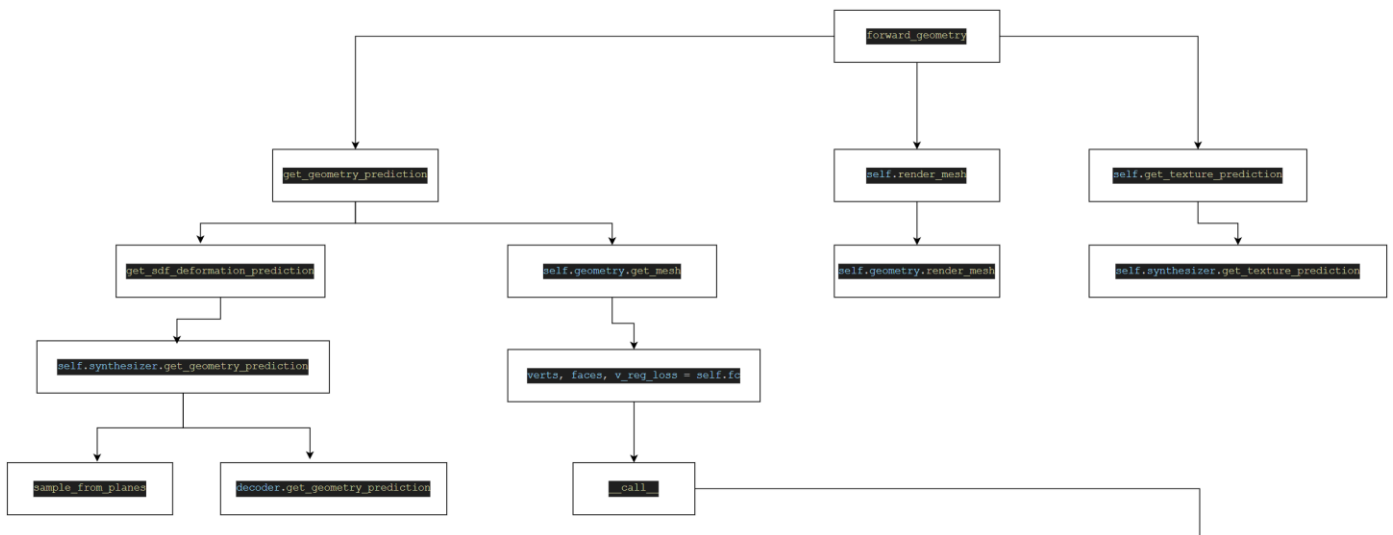 forward_geometry
get_geometry_prediction
self.render_mesh
self.get_texture_prediction
get_sdf_deformation_prediction
self.geometry.get_mesh
self.geometry.render_mesh
self.synthesizer.get_texture_prediction
self.synthesizer.get_geometry_prediction
verts, faces, v_reg_loss = self.fc
sample_from_planes
decoder.get_geometry_prediction
__call__